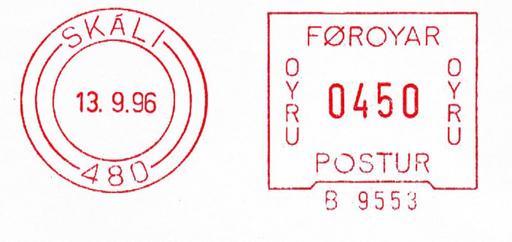 SKÁLI
13. 9.96
480
FØROYAR
OYRU
0450
OYRU
POSTUR
B 9553